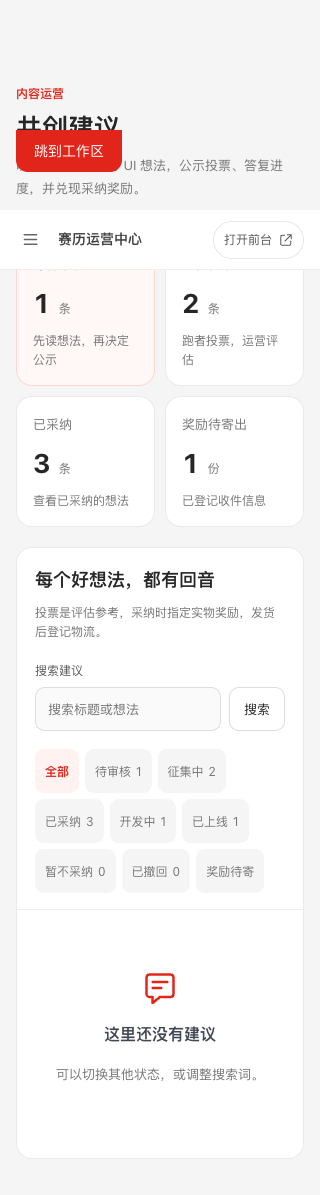 内容运营
共创建议
跳到工作区
UI 想法，公示投票、答复进
度，并兑现采纳奖励。
赛历运营中心
打开前台
1 条
先读想法，再决定
公示
2 条
跑者投票，运营评
估
已采纳
3 条
查看已采纳的想法
奖励待寄出
1 份
已登记收件信息
每个好想法，都有回音
投票是评估参考，采纳时指定实物奖励，发货
后登记物流。
搜索建议
搜索标题或想法
搜索
全部
待审核 1
征集中 2
已采纳 3
开发中 1
已上线 1
暂不采纳 0
已撤回 0
奖励待寄
这里还没有建议
可以切换其他状态，或调整搜索词。